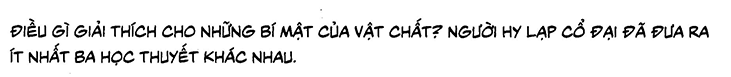 ĐIỀU GÌ GIẢI THÍCH CHO NHỮNG BÍ MẬT CỦA VẬT CHẤT? NGƯỜI HY LẠP CỔ ĐẠI ĐÃ ĐƯA RA
ÍT NHẤT BA HỌC THUYẾT KHÁC NHAU.